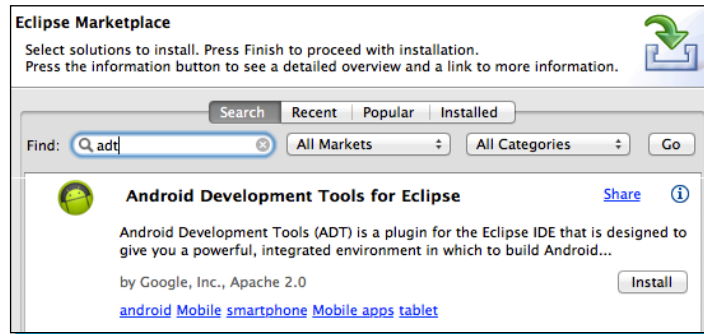 Eclipse Marketplace
Select solutions to install. Press Finish to proceed with installation.
Press the information button to see a detailed overview and a link to more information.
Search Recent Popular Installed
Find: adt All Markets All Categories Go
Android Development Tools for Eclipse Share
Android Development Tools (ADT) is a plugin for the Eclipse IDE that is designed to
give you a powerful, integrated environment in which to build Android...
by Google, Inc., Apache 2.0 Install
android Mobile smartphone Mobile apps tablet